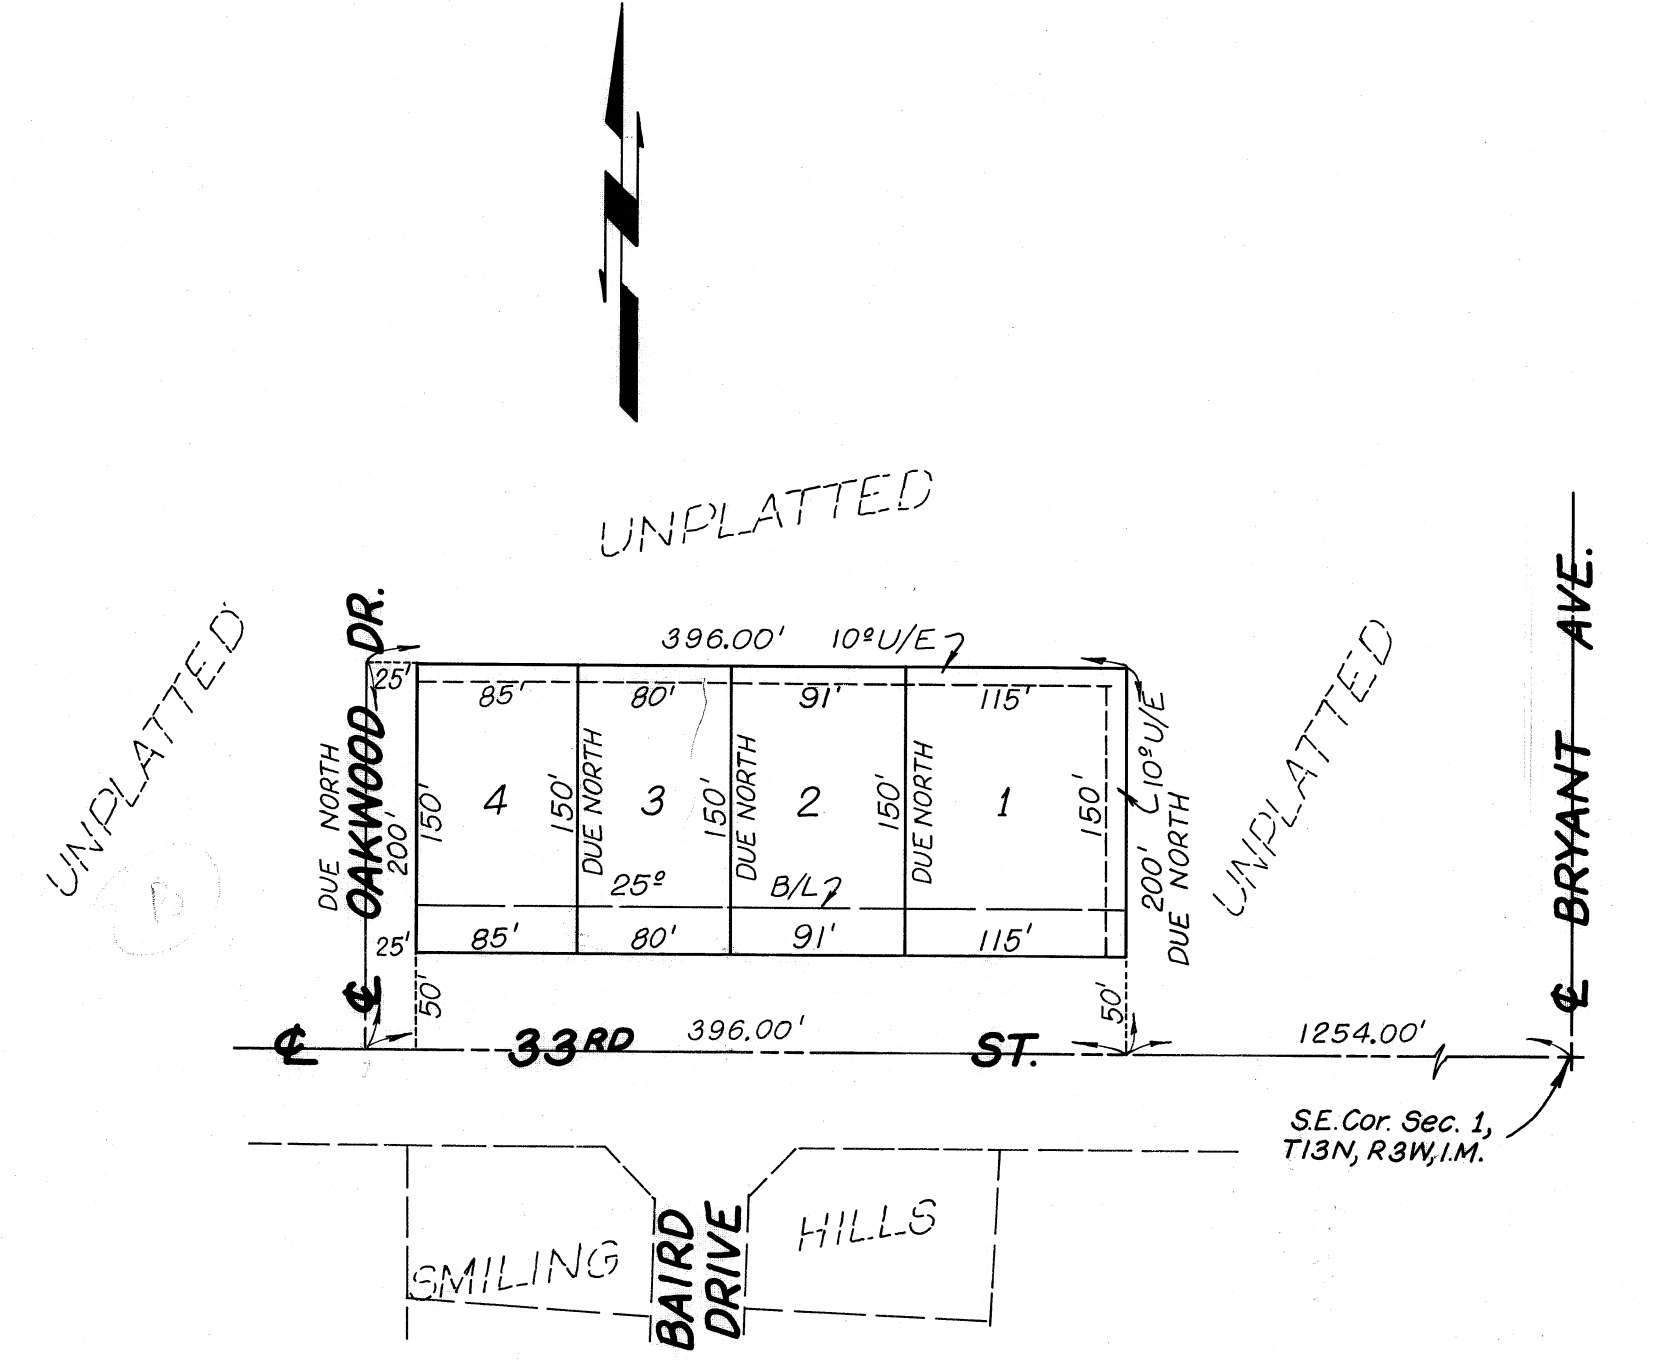 UNPLATTED
UNPLATTED
UNPLATTED
OAKWOOD DR.
DUE NORTH
200'
396.00' 10º U/E
10º U/E
25'
85' 80' 91' 115'
150' 150' 150' 150' 150'
DUE NORTH DUE NORTH DUE NORTH
4 3 2 1
25º B/L
25'
85' 80' 91' 115'
200'
DUE NORTH
50' 50'
℄
℄ 33RD ST.
396.00'
1254.00'
℄ BRYANT AVE.
S.E. Cor. Sec. 1,
T13N, R3W, I.M.
SMILING HILLS
BAIRD
DRIVE
B